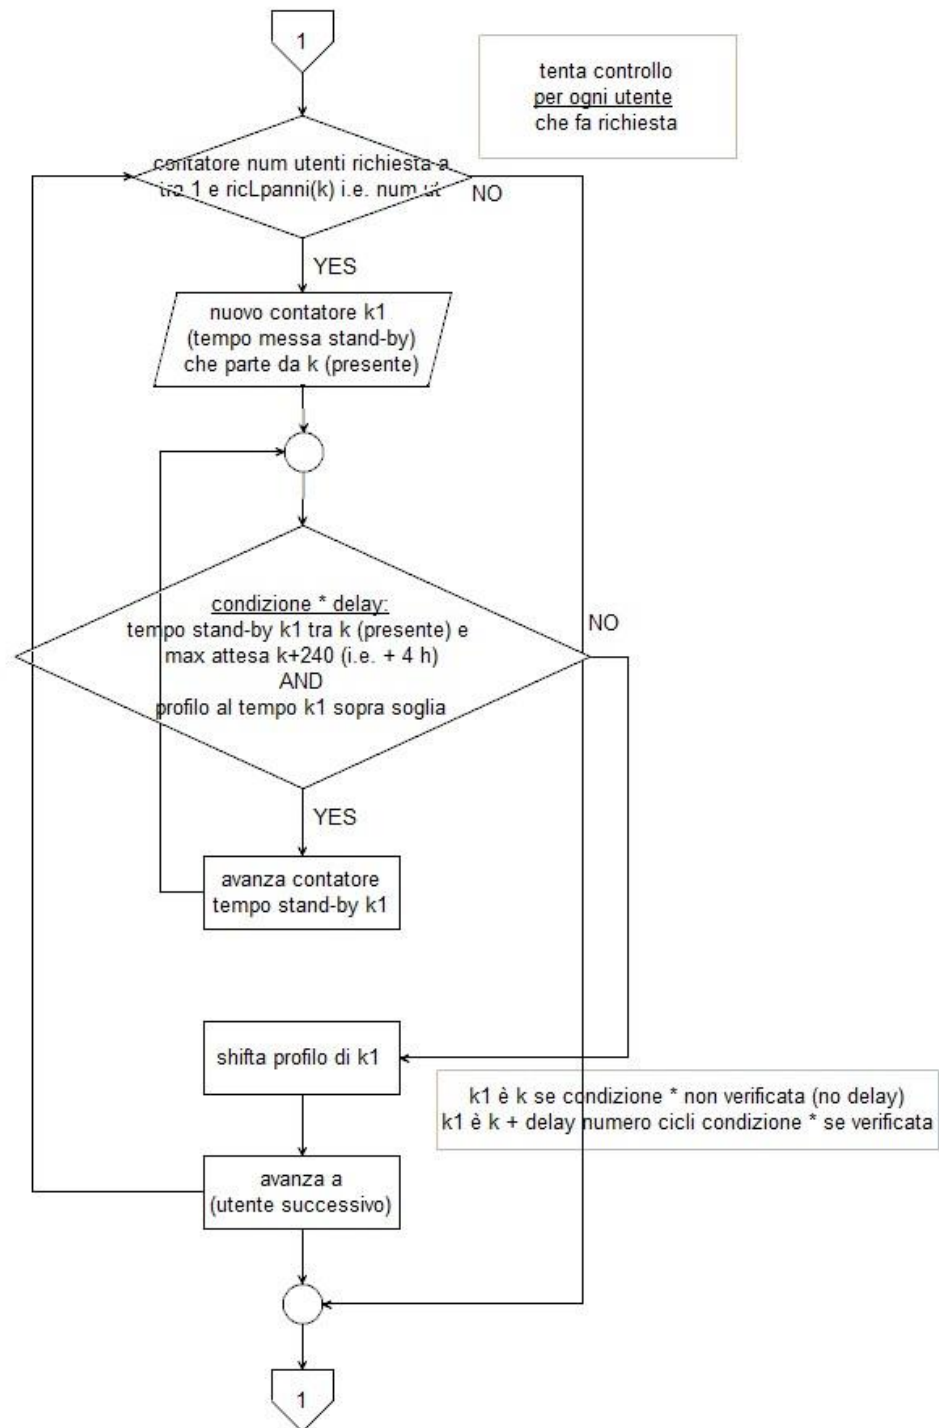 1
tenta controllo
per ogni utente
che fa richiesta
contatore num utenti richiesta a
tra 1 e ricLpanni(k) i.e. num ut
NO
YES
nuovo contatore k1
(tempo messa stand-by)
che parte da k (presente)
condizione * delay:
tempo stand-by k1 tra k (presente) e
max attesa k+240 (i.e. + 4 h)
AND
profilo al tempo k1 sopra soglia
NO
YES
avanza contatore
tempo stand-by k1
shifta profilo di k1
k1 è k se condizione * non verificata (no delay)
k1 è k + delay numero cicli condizione * se verificata
avanza a
(utente successivo)
1